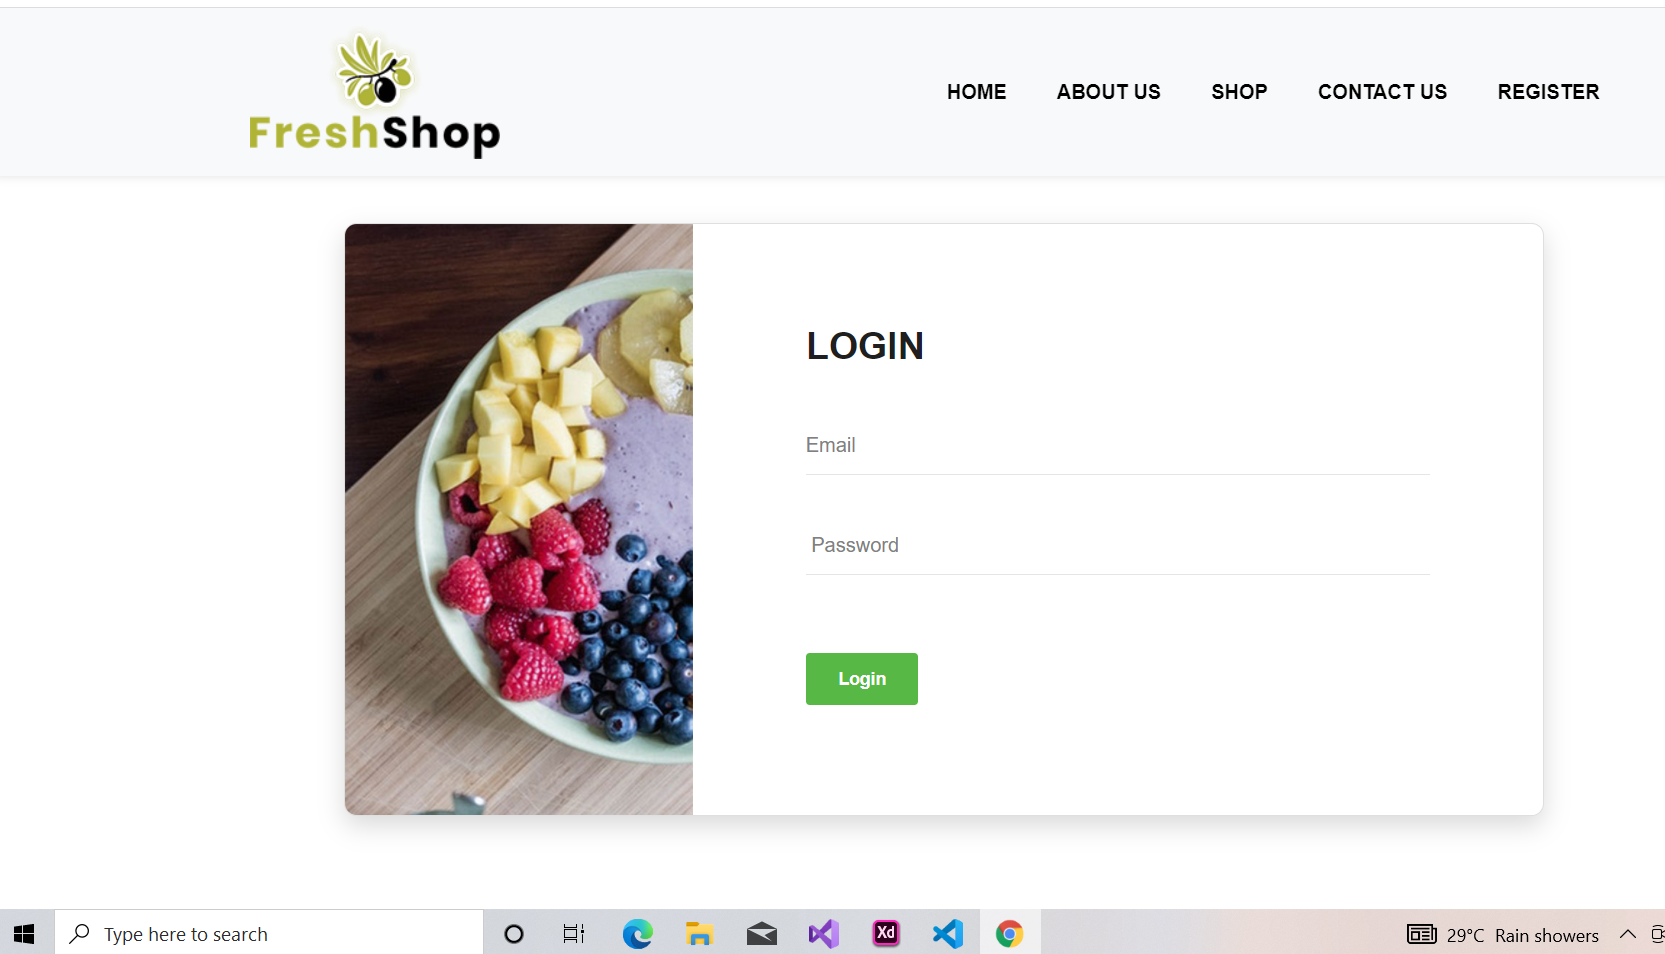 FreshShop
HOME ABOUT US SHOP CONTACT US REGISTER
LOGIN
Email
Password
Login
Type here to search
Xd
29°C Rain showers